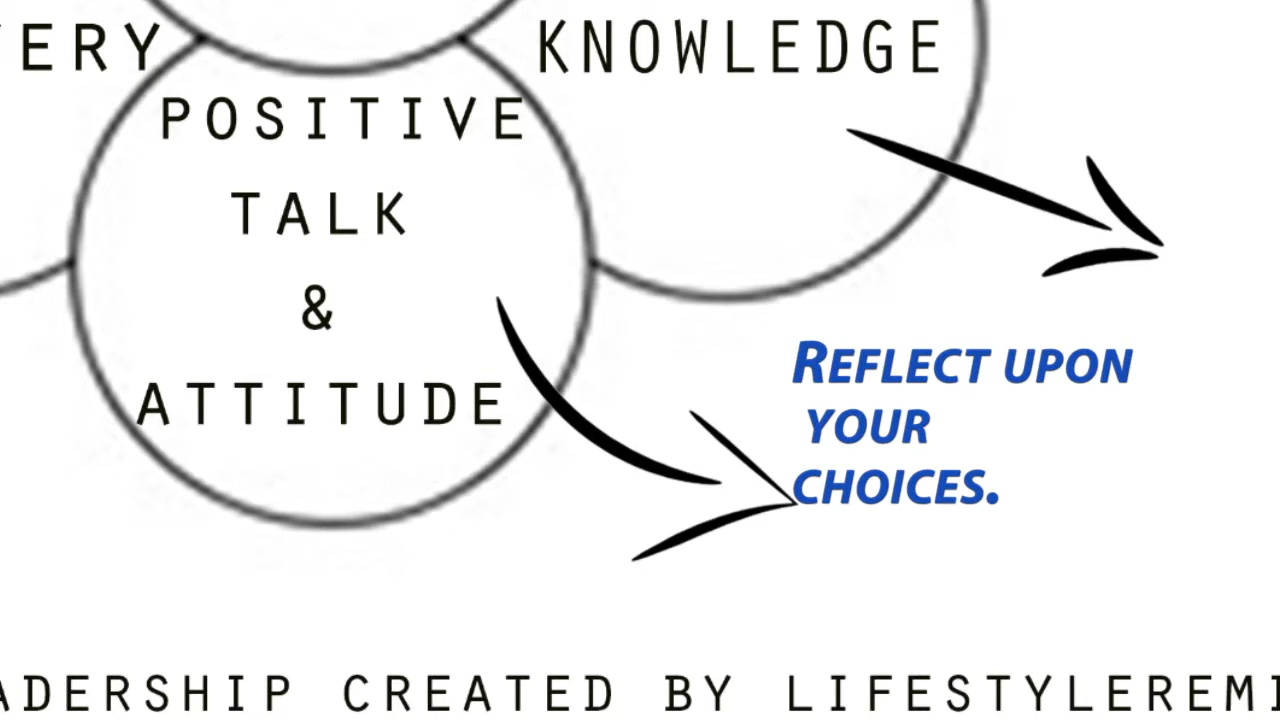 ERY
KNOWLEDGE
POSITIVE
TALK
&
ATTITUDE
REFLECT UPON
YOUR
CHOICES.
ADERSHIP CREATED BY LIFESTYLEREMI